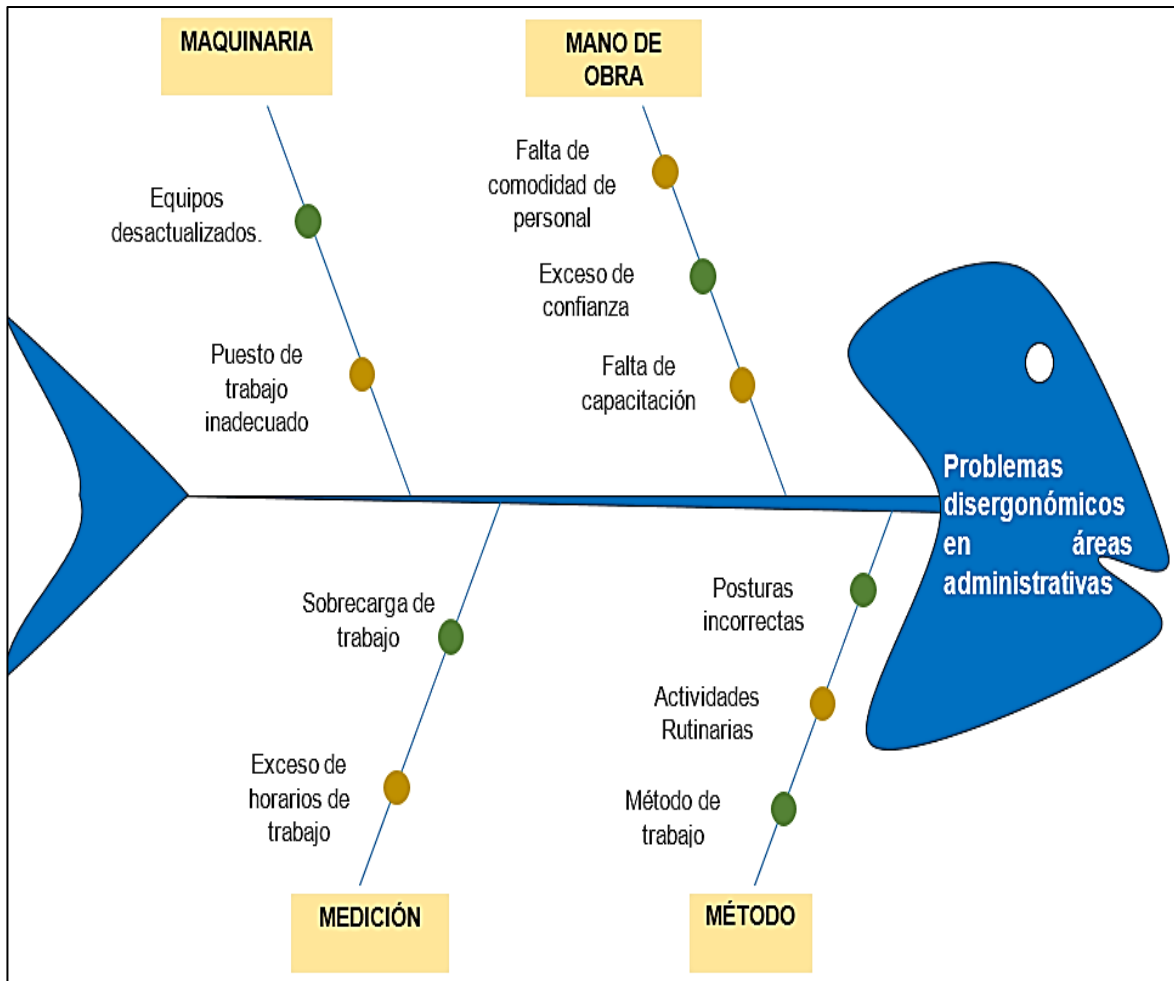 MAQUINARIA
MANO DE
OBRA
Equipos
desactualizados.
Puesto de
trabajo
inadecuado
Falta de
comodidad de
personal
Exceso de
confianza
Falta de
capacitación
Problemas
disergonómicos
en áreas
administrativas
Sobrecarga de
trabajo
Exceso de
horarios de
trabajo
Posturas
incorrectas
Actividades
Rutinarias
Método de
trabajo
MEDICIÓN
MÉTODO